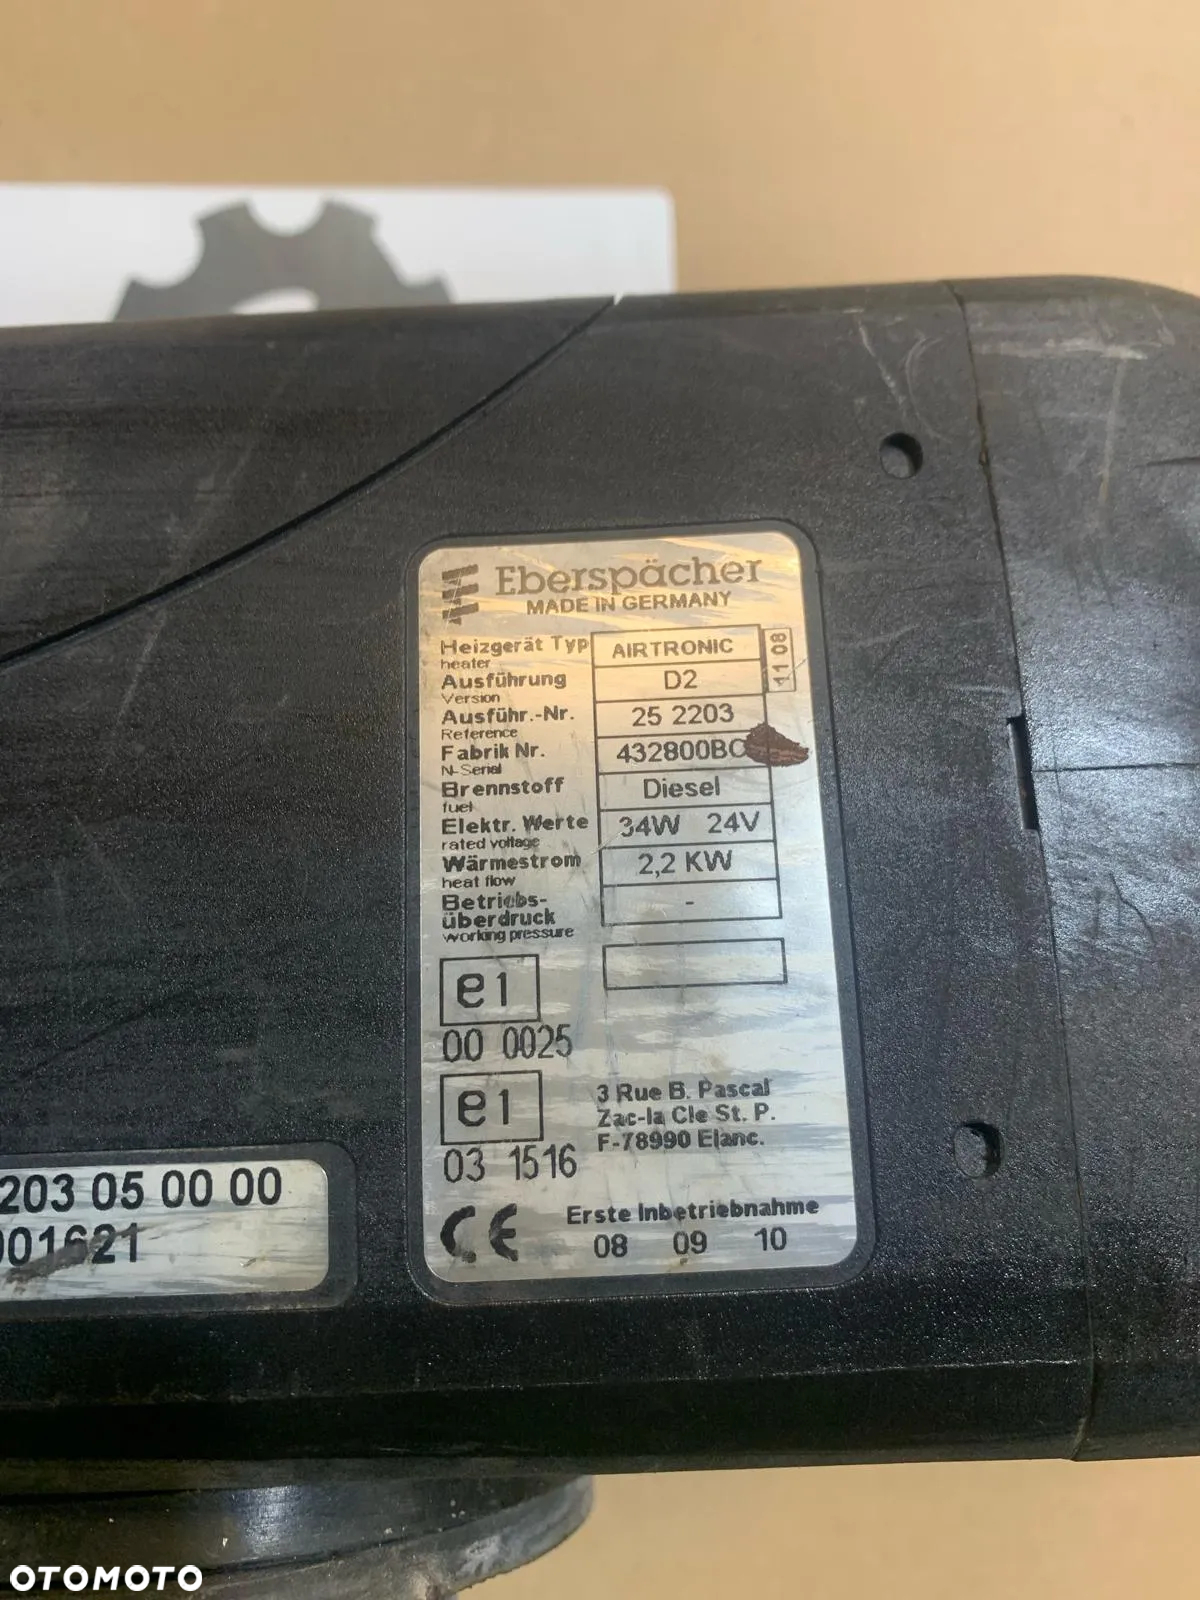 Eberspächer
MADE IN GERMANY
Heizgerät Typ AIRTRONIC 11 08
heater
Ausführung D2
Version
Ausführ.-Nr. 25 2203
Reference
Fabrik Nr. 432800BC
N-Serial
Brennstoff Diesel
fuel
Elektr. Werte 34W 24V
rated voltage
Wärmestrom 2,2 KW
heat flow
Betriebs- -
überdruck
working pressure
e1
00 0025
e1
03 1516
3 Rue B. Pascal
Zac-la Cle St. P.
F-78990 Elanc.
CE
Erste Inbetriebnahme
08 09 10
203 05 00 00
001621
OTOMOTO